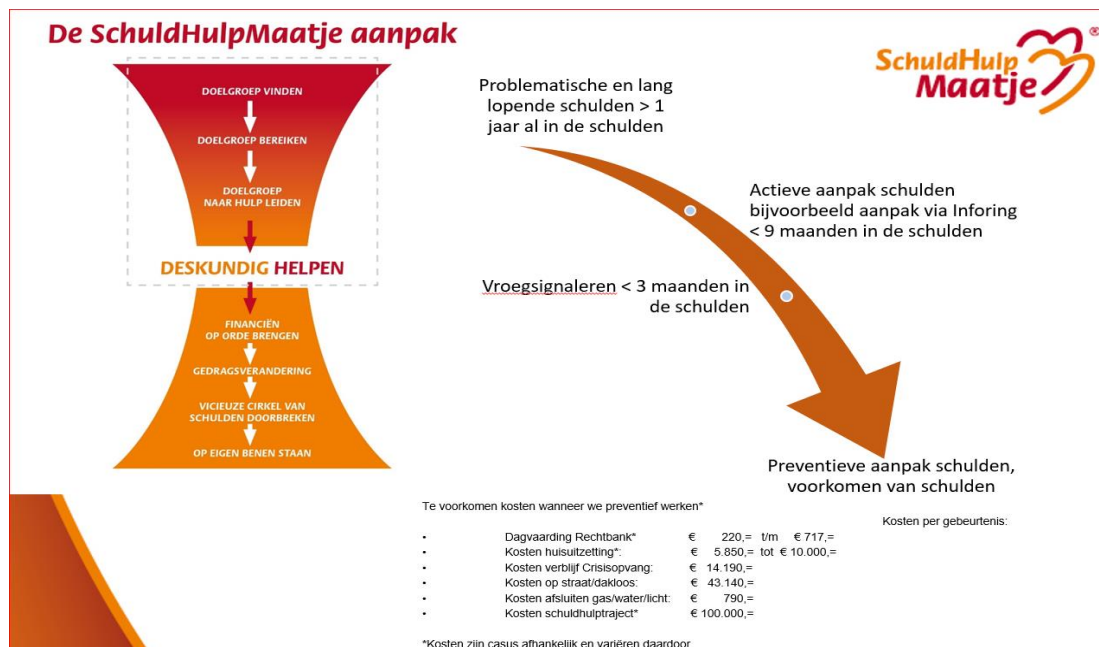 De SchuldHulpMaatje aanpak
SchuldHulp
Maatje
®
DOELGROEP VINDEN
DOELGROEP BEREIKEN
DOELGROEP
NAAR HULP LEIDEN
DESKUNDIG HELPEN
FINANCIËN
OP ORDE BRENGEN
GEDRAGSVERANDERING
VICIEUZE CIRKEL VAN
SCHULDEN DOORBREKEN
OP EIGEN BENEN STAAN
Problematische en lang
lopende schulden > 1
jaar al in de schulden
Actieve aanpak schulden
bijvoorbeeld aanpak via Inforing
< 9 maanden in de schulden
Vroegsignaleren < 3 maanden in
de schulden
Preventieve aanpak schulden,
voorkomen van schulden
Te voorkomen kosten wanneer we preventief werken*
Kosten per gebeurtenis:
• Dagvaarding Rechtbank* € 220,= t/m € 717,=
• Kosten huisuitzetting*: € 5.850,= tot € 10.000,=
• Kosten verblijf Crisisopvang: € 14.190,=
• Kosten op straat/dakloos: € 43.140,=
• Kosten afsluiten gas/water/licht: € 790,=
• Kosten schuldhulptraject* € 100.000,=
*Kosten zijn casus afhankelijk en variëren daardoor